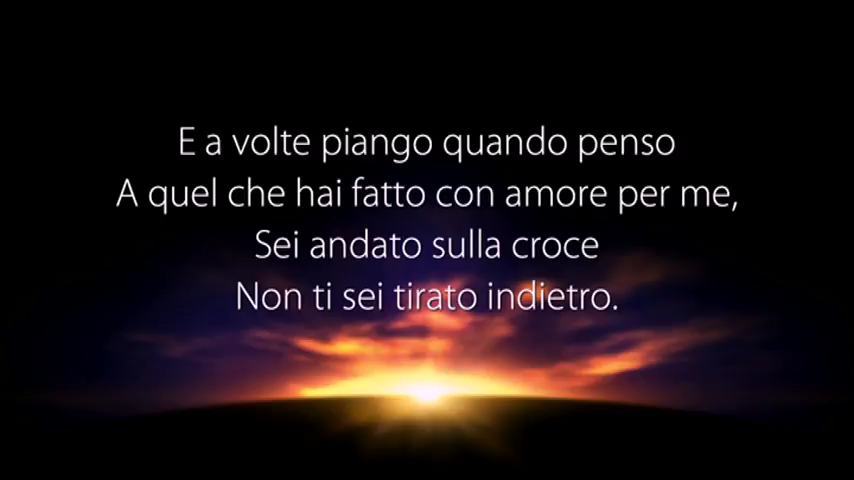 E a volte piango quando penso
A quel che hai fatto con amore per me,
Sei andato sulla croce
Non ti sei tirato indietro.